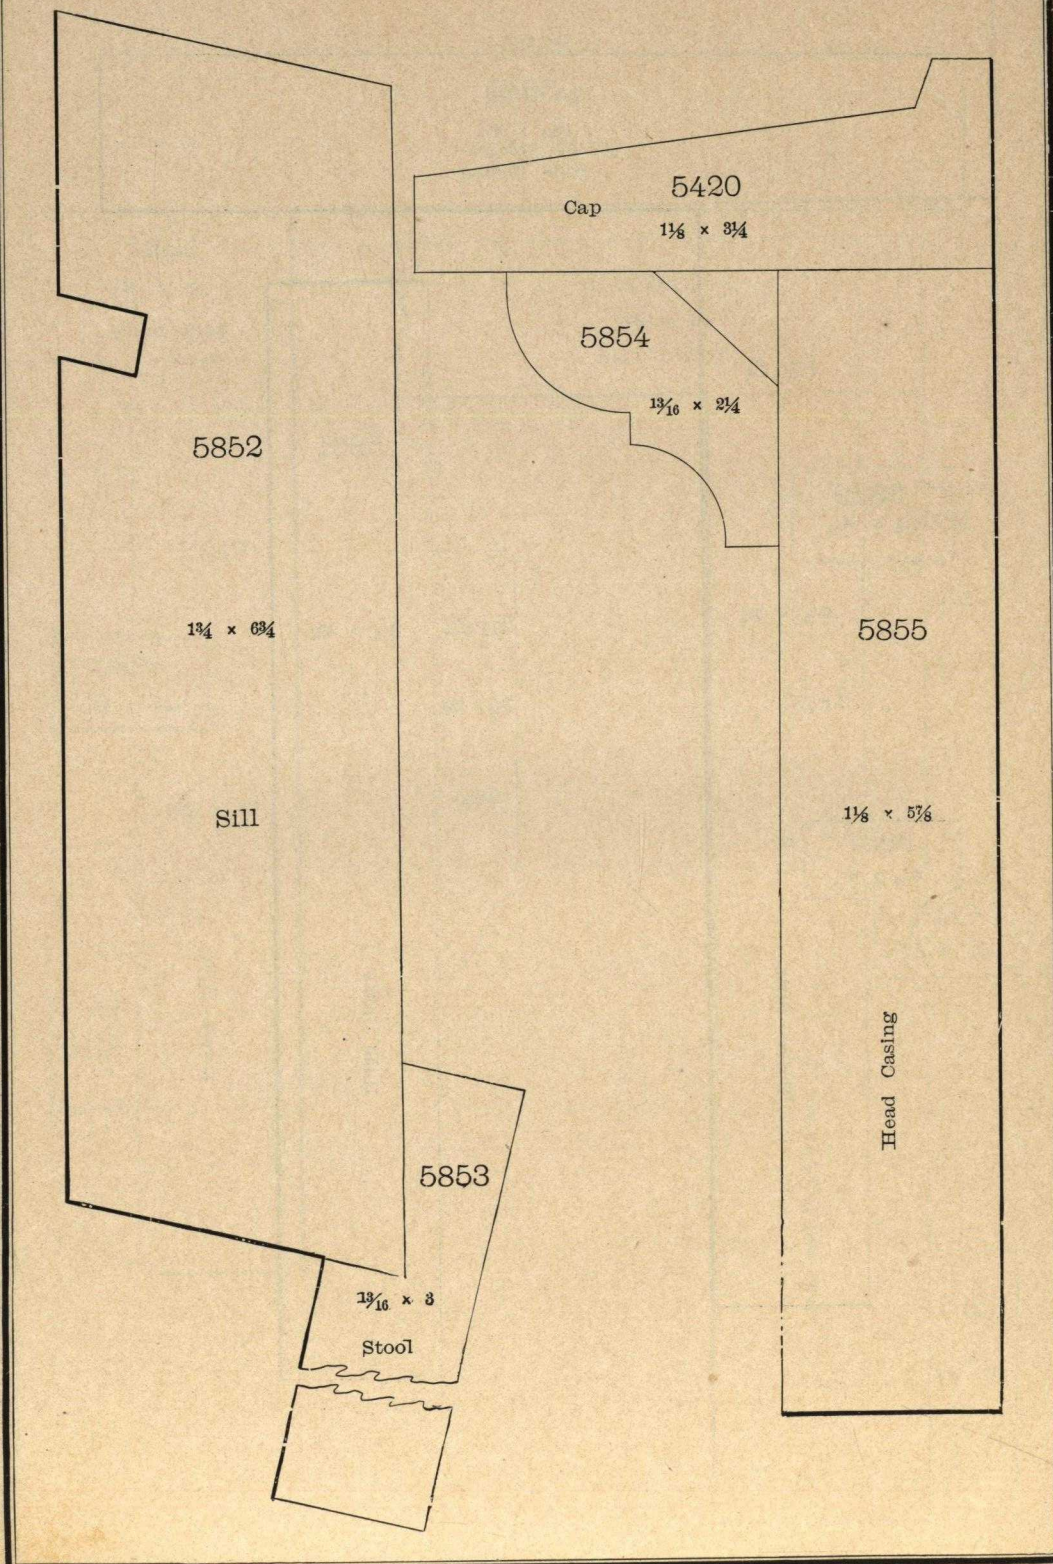 5420
Cap
1⅛ × 3¼
5854
13/16 × 2¼
5852
1¾ × 6¾
Sill
5855
1⅛ × 5⅞
Head Casing
5853
13/16 × 3
Stool